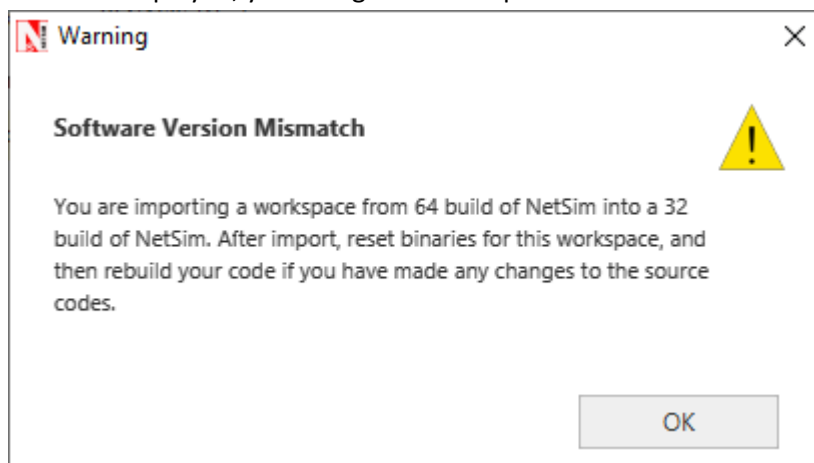 Warning
Software Version Mismatch
You are importing a workspace from 64 build of NetSim into a 32
build of NetSim. After import, reset binaries for this workspace, and
then rebuild your code if you have made any changes to the source
codes.
OK